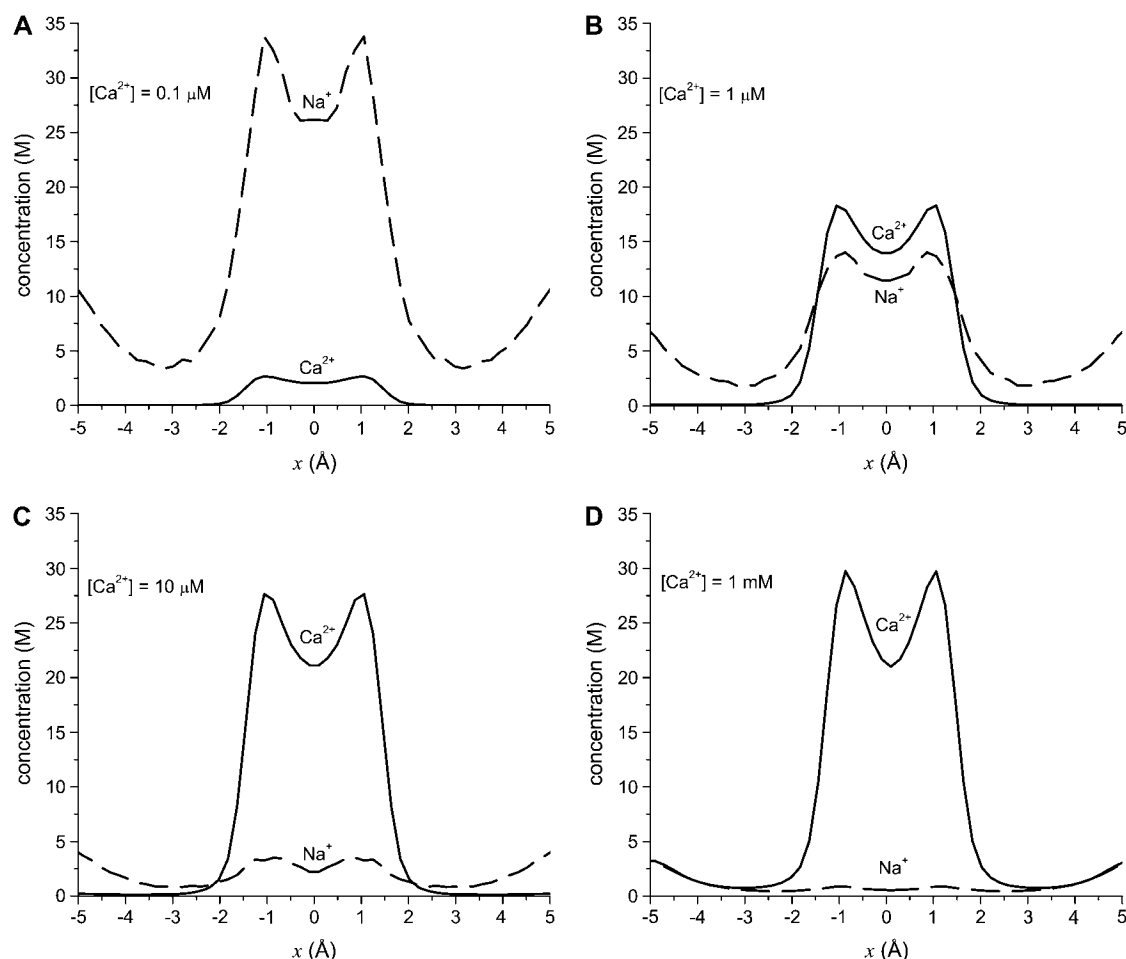 A
[Ca²⁺] = 0.1 μM
concentration (M)
35
30
25
20
15
10
5
0
Na⁺
Ca²⁺
-5 -4 -3 -2 -1 0 1 2 3 4 5
x (Å)
B
[Ca²⁺] = 1 μM
concentration (M)
35
30
25
20
15
10
5
0
Ca²⁺
Na⁺
-5 -4 -3 -2 -1 0 1 2 3 4 5
x (Å)
C
[Ca²⁺] = 10 μM
concentration (M)
35
30
25
20
15
10
5
0
Ca²⁺
Na⁺
-5 -4 -3 -2 -1 0 1 2 3 4 5
x (Å)
D
[Ca²⁺] = 1 mM
concentration (M)
35
30
25
20
15
10
5
0
Ca²⁺
Na⁺
-5 -4 -3 -2 -1 0 1 2 3 4 5
x (Å)